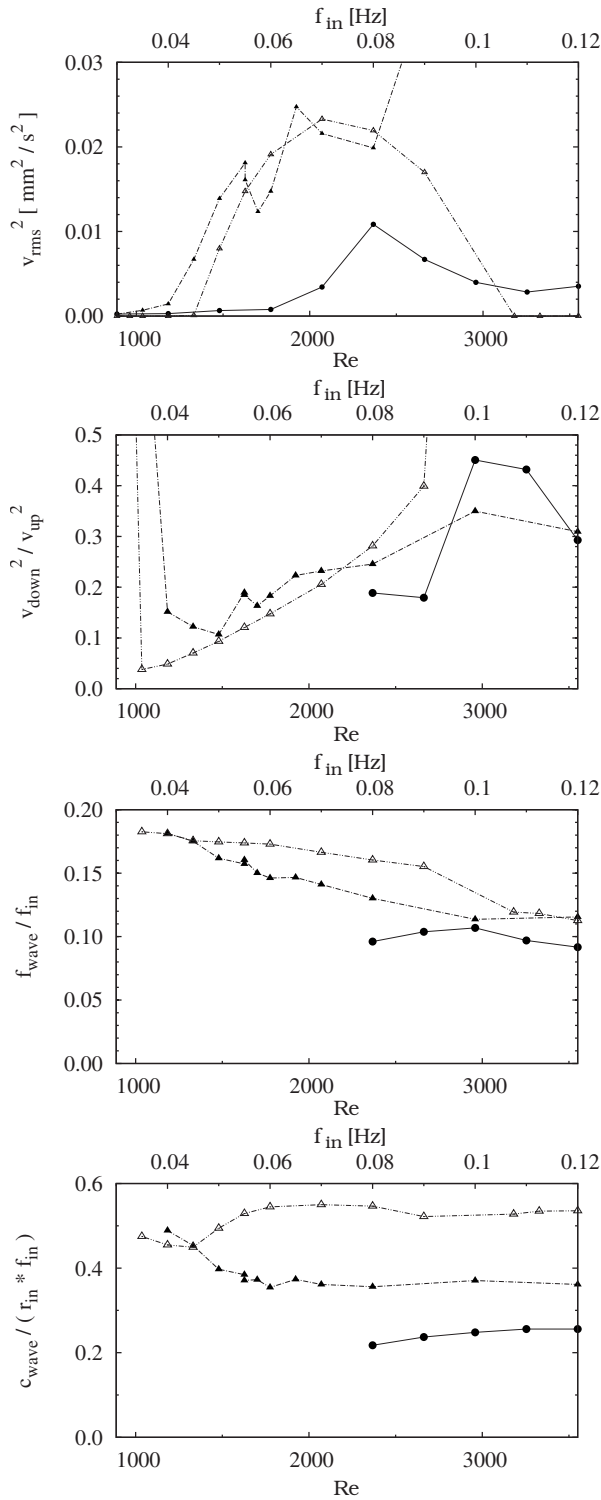 f in [Hz]
0.04 0.06 0.08 0.1 0.12
0.03
0.02
0.01
0.00
v rms 2 [ mm 2 / s 2 ]
1000 2000 3000
Re
f in [Hz]
0.04 0.06 0.08 0.1 0.12
0.5
0.4
0.3
0.2
0.1
0.0
v down 2 / v up 2
1000 2000 3000
Re
f in [Hz]
0.04 0.06 0.08 0.1 0.12
0.20
0.15
0.10
0.05
0.00
f wave / f in
1000 2000 3000
Re
f in [Hz]
0.04 0.06 0.08 0.1 0.12
0.6
0.4
0.2
0.0
c wave / ( r in * f in )
1000 2000 3000
Re